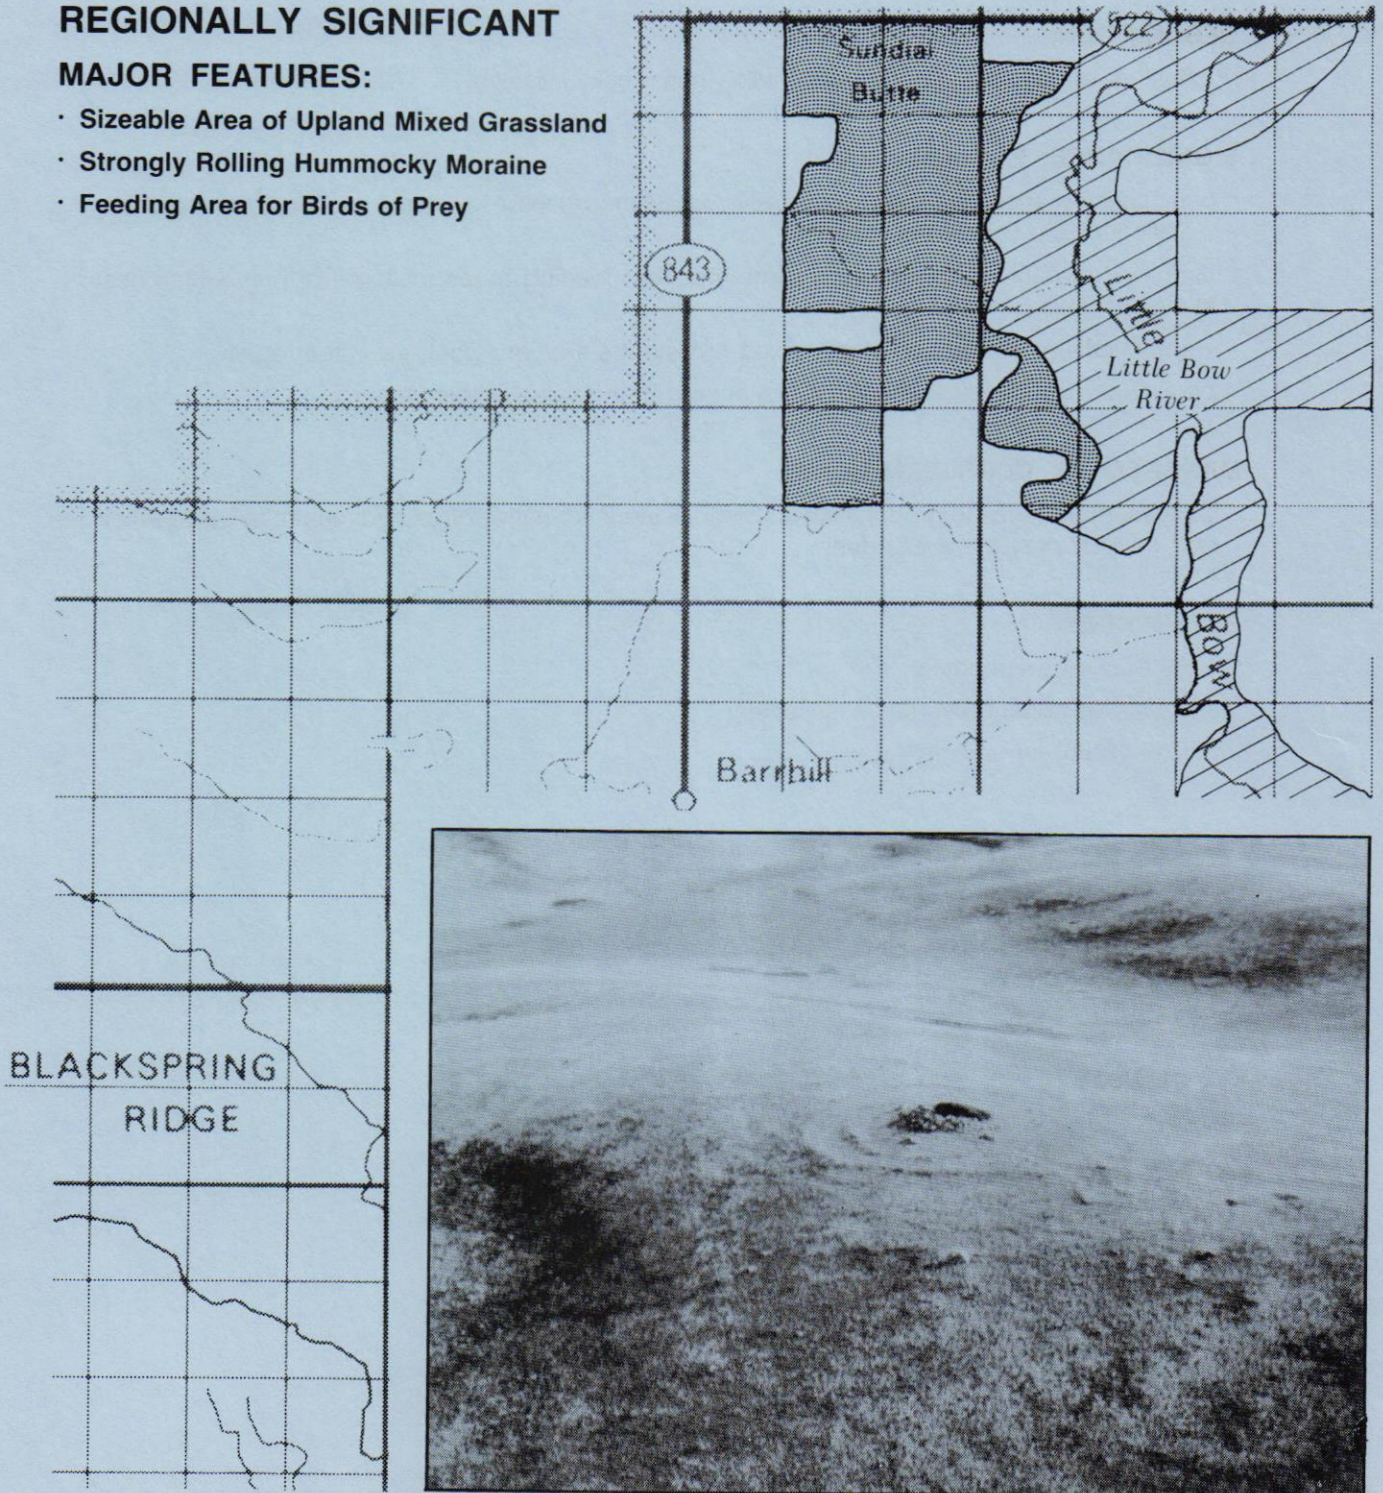 REGIONALLY SIGNIFICANT
MAJOR FEATURES:
· Sizeable Area of Upland Mixed Grassland
· Strongly Rolling Hummocky Moraine
· Feeding Area for Birds of Prey
522
Sundial
Butte
843
Little
Little Bow
River
Bow
Barrhill
BLACKSPRING
RIDGE